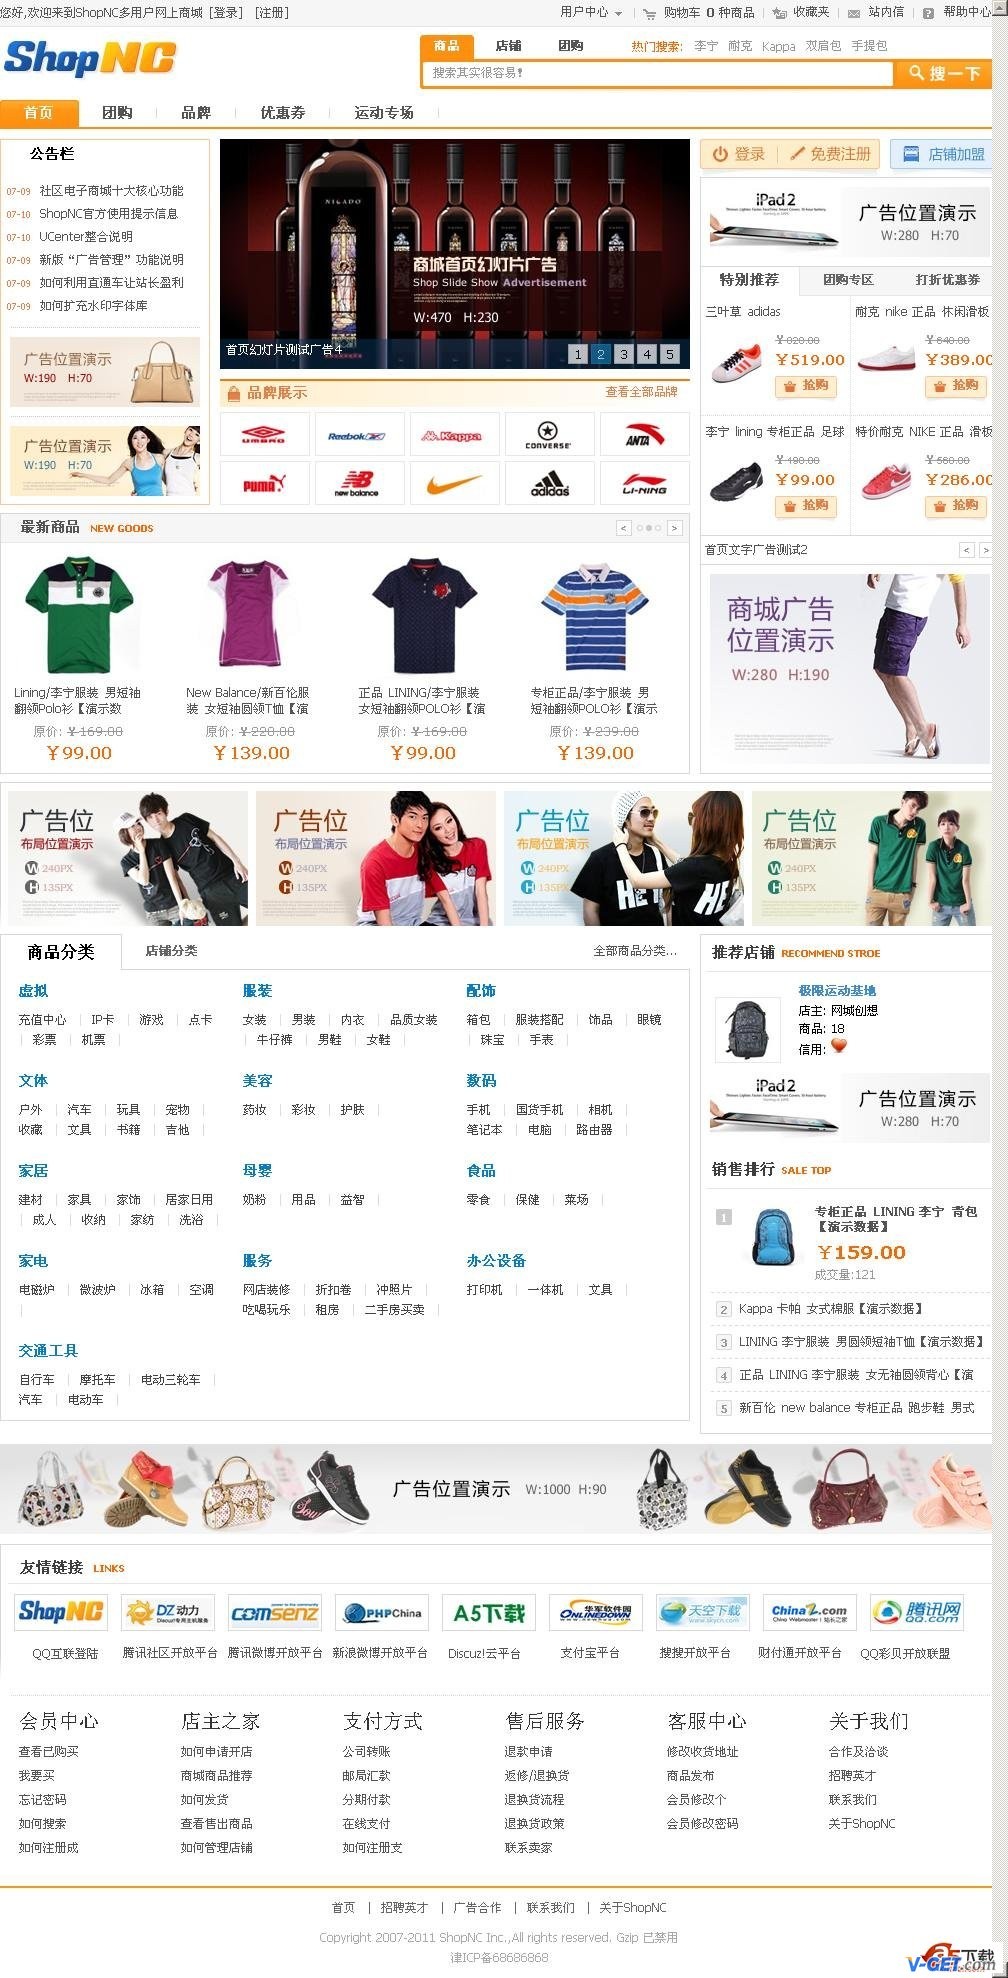 您好,欢迎来到ShopNC多用户网上商城 [登录] [注册]
用户中心 购物车 0 种商品 收藏夹 站内信 帮助中心
ShopNC
商品 店铺 团购 热门搜索: 李宁 耐克 Kappa 双肩包 手提包
搜索其实很容易! 搜一下
首页 团购 品牌 优惠券 运动专场
公告栏
07-09 社区电子商城十大核心功能
07-10 ShopNC官方使用提示信息
07-10 UCenter整合说明
07-09 新版“广告管理”功能说明
07-09 如何利用直通车让站长盈利
07-09 如何扩充水印字体库
广告位置演示
W:190 H:70
广告位置演示
W:190 H:70
NIGADO
商城首页幻灯片广告
Shop Slide Show Advertisement
W:470 H:230
首页幻灯片测试广告4 1 2 3 4 5
品牌展示 查看全部品牌
UMBRO Reebok Kappa CONVERSE ANTA
PUMA new balance adidas LI-NING
登录 免费注册 店铺加盟
iPad 2
广告位置演示
W:280 H:70
特别推荐 团购专区 打折优惠券
三叶草 adidas
¥519.00
抢购
耐克 nike 正品 休闲滑板
¥640.00
¥389.00
抢购
李宁 lining 专柜正品 足球
¥490.00
¥99.00
抢购
特价耐克 NIKE 正品 滑板
¥560.00
¥286.00
抢购
首页文字广告测试2 < >
商城广告
位置演示
W:280 H:190
最新商品 NEW GOODS < >
Lining/李宁服装 男短袖
翻领Polo衫【演示数
原价: ¥169.00
¥99.00
New Balance/新百伦服
装 女短袖圆领T恤【演
原价: ¥220.00
¥139.00
正品 LINING/李宁服装
女短袖翻领POLO衫【演
原价: ¥169.00
¥99.00
专柜正品/李宁服装 男
短袖翻领POLO衫【演示
原价: ¥239.00
¥139.00
广告位
布局位置演示
W 240PX
H 135PX
广告位
布局位置演示
W 240PX
H 135PX
广告位
布局位置演示
W 240PX
H 135PX
HE
广告位
布局位置演示
W 240PX
H 135PX
商品分类 店铺分类 全部商品分类...
虚拟
充值中心 IP卡 游戏 点卡
彩票 机票
服装
女装 男装 内衣 品质女装
牛仔裤 男鞋 女鞋
配饰
箱包 服装搭配 饰品 眼镜
珠宝 手表
文体
户外 汽车 玩具 宠物
收藏 文具 书籍 吉他
美容
药妆 彩妆 护肤
数码
手机 国货手机 相机
笔记本 电脑 路由器
家居
建材 家具 家饰 居家日用
成人 收纳 家纺 洗浴
母婴
奶粉 用品 益智
食品
零食 保健 菜场
家电
电磁炉 微波炉 冰箱 空调
服务
网店装修 折扣卷 冲照片
吃喝玩乐 租房 二手房买卖
办公设备
打印机 一体机 文具
交通工具
自行车 摩托车 电动三轮车
汽车 电动车
推荐店铺 RECOMMEND STROE
极限运动基地
店主: 网城创想
商品: 18
信用:
iPad 2
广告位置演示
W:280 H:70
销售排行 SALE TOP
1 专柜正品 LINING 李宁 背包
【演示数据】
¥159.00
成交量:121
2 Kappa 卡帕 女式棉服【演示数据】
3 LINING 李宁服装 男圆领短袖T恤【演示数据】
4 正品 LINING 李宁服装 女无袖圆领背心【演
5 新百伦 new balance 专柜正品 跑步鞋 男式
广告位置演示 W:1000 H:90
友情链接 LINKS
ShopNC DZ动力 COMSENZ PHPChina A5下载 华军软件园 ONLINEDOWN 天空下载 China2.com 腾讯网 QQ.com
QQ互联登陆 腾讯社区开放平台 腾讯微博开放平台 新浪微博开放平台 Discuz!云平台 支付宝平台 搜搜开放平台 财付通开放平台 QQ彩贝开放联盟
会员中心
查看已购买
我要买
忘记密码
如何搜索
如何注册成
店主之家
如何申请开店
商城商品推荐
如何发货
查看售出商品
如何管理店铺
支付方式
公司转账
邮局汇款
分期付款
在线支付
如何注册支
售后服务
退款申请
返修/退换货
退换货流程
退换货政策
联系卖家
客服中心
修改收货地址
商品发布
会员修改个
会员修改密码
关于我们
合作及洽谈
招聘英才
联系我们
关于ShopNC
首页 | 招聘英才 | 广告合作 | 联系我们 | 关于ShopNC
Copyright 2007-2011 ShopNC Inc.,All rights reserved. Gzip 已禁用
津ICP备68686868
下载
V-GET.com